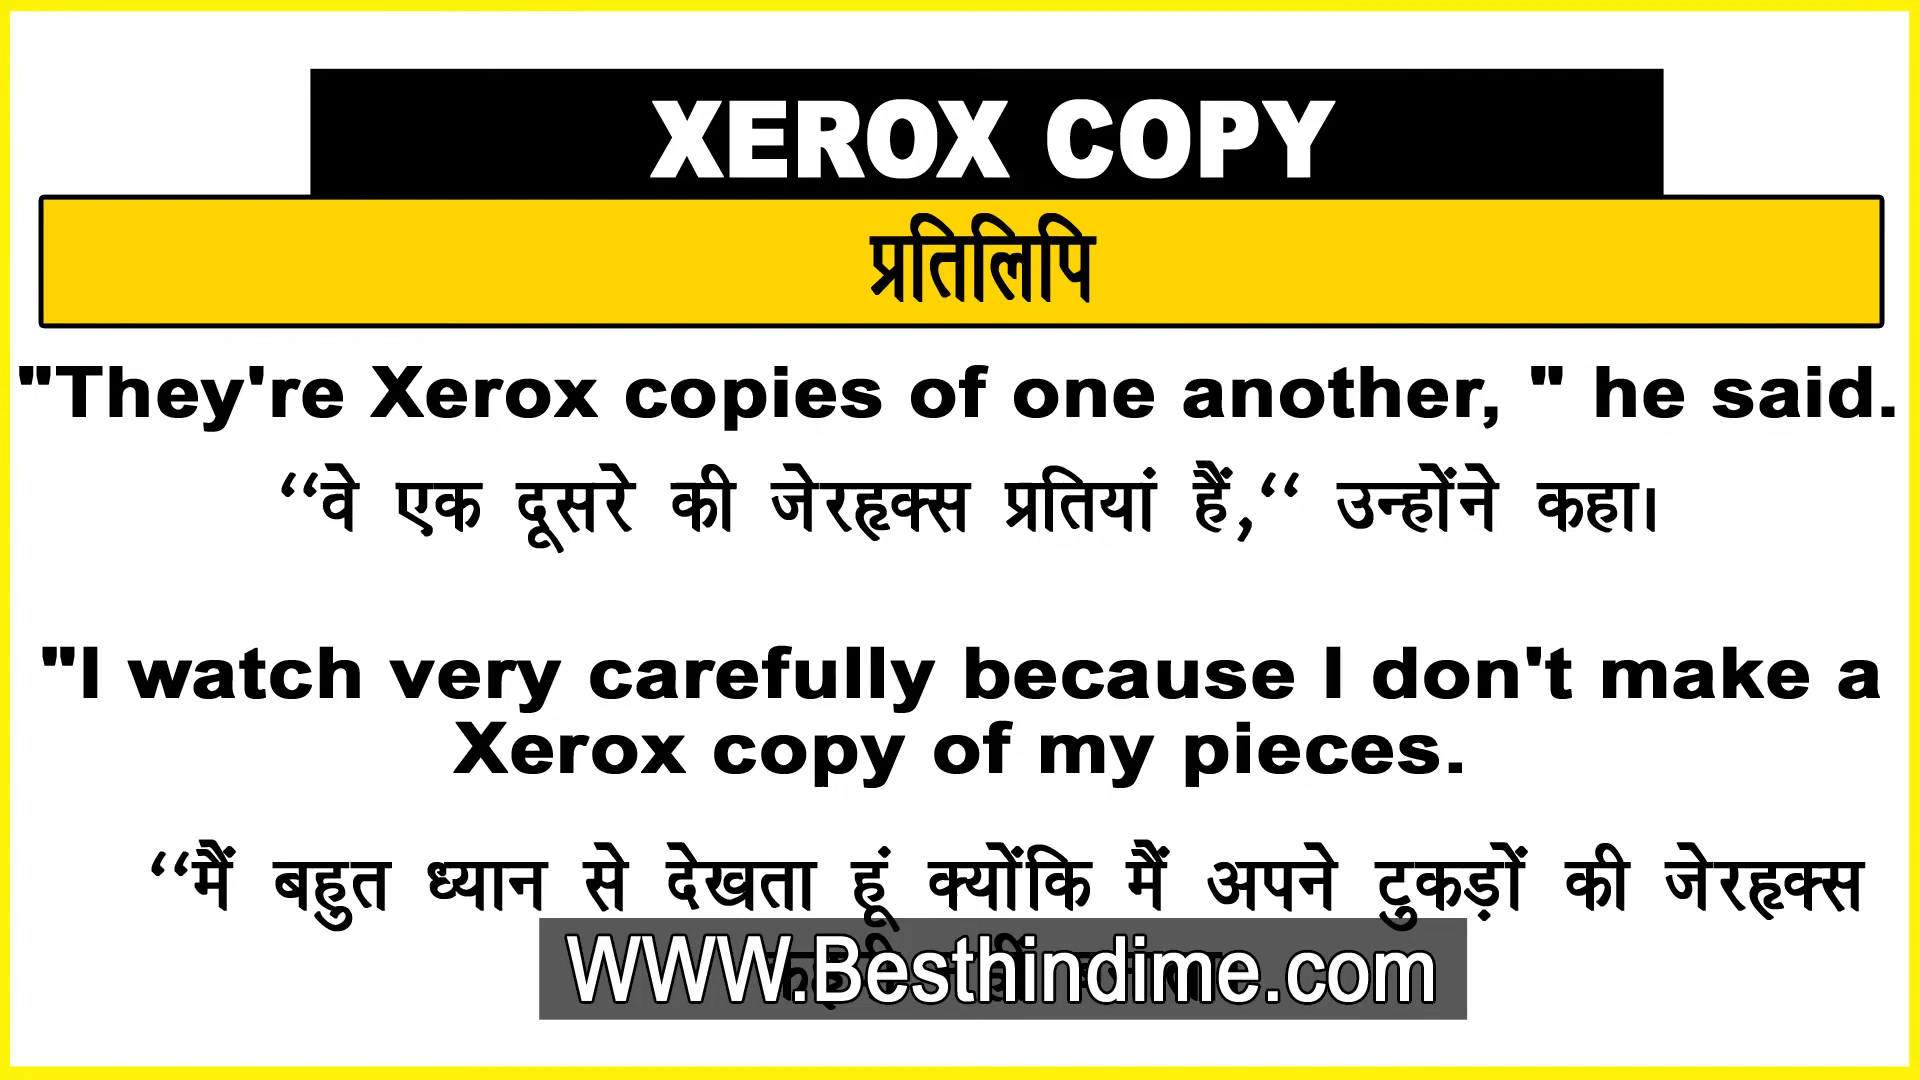 XEROX COPY
प्रतिलिपि
"They're Xerox copies of one another, " he said.
‘‘वे एक दूसरे की जेरहृक्स प्रतियां हैं,‘‘ उन्होंने कहा।
"I watch very carefully because I don't make a
Xerox copy of my pieces.
‘‘मैं बहुत ध्यान से देखता हूं क्योंकि मैं अपने टुकड़ों की जेरहृक्स
WWW.Besthindime.com